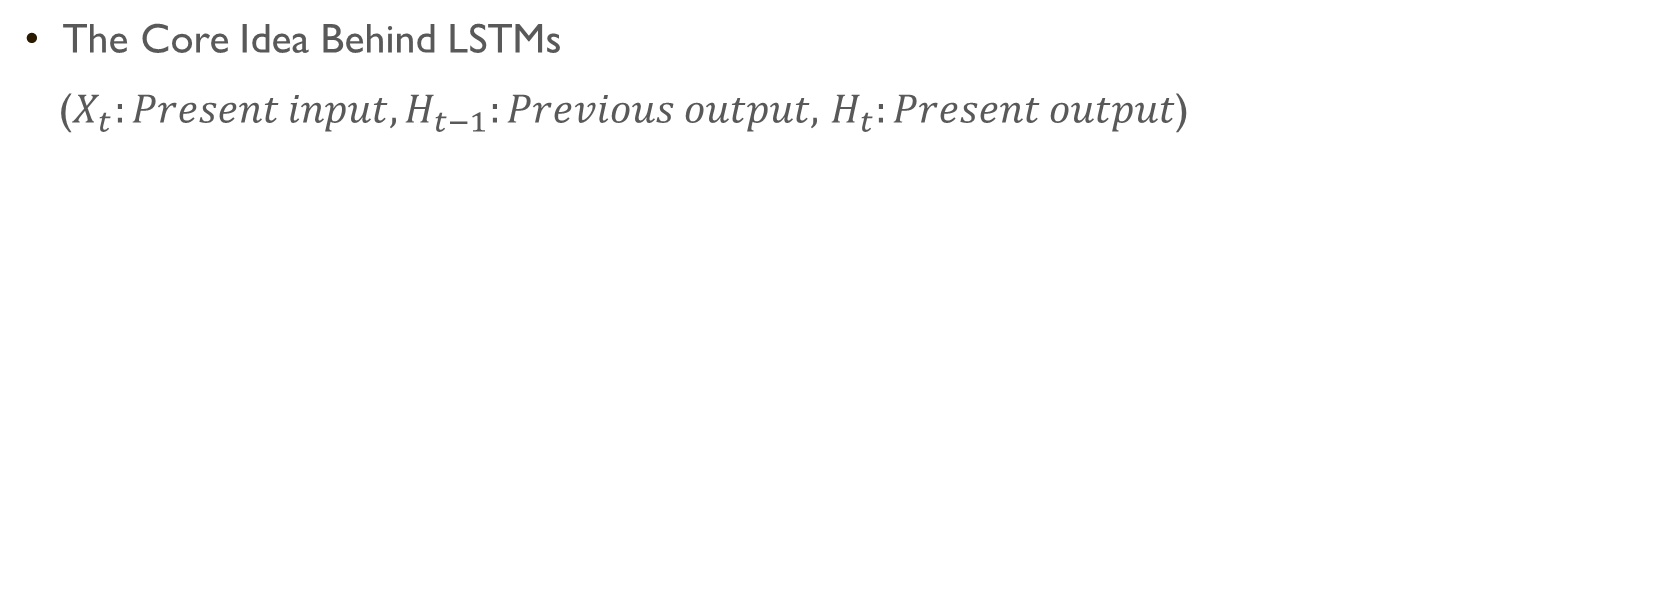 • The Core Idea Behind LSTMs
(Xₜ: Present input, Hₜ₋₁: Previous output, Hₜ: Present output)